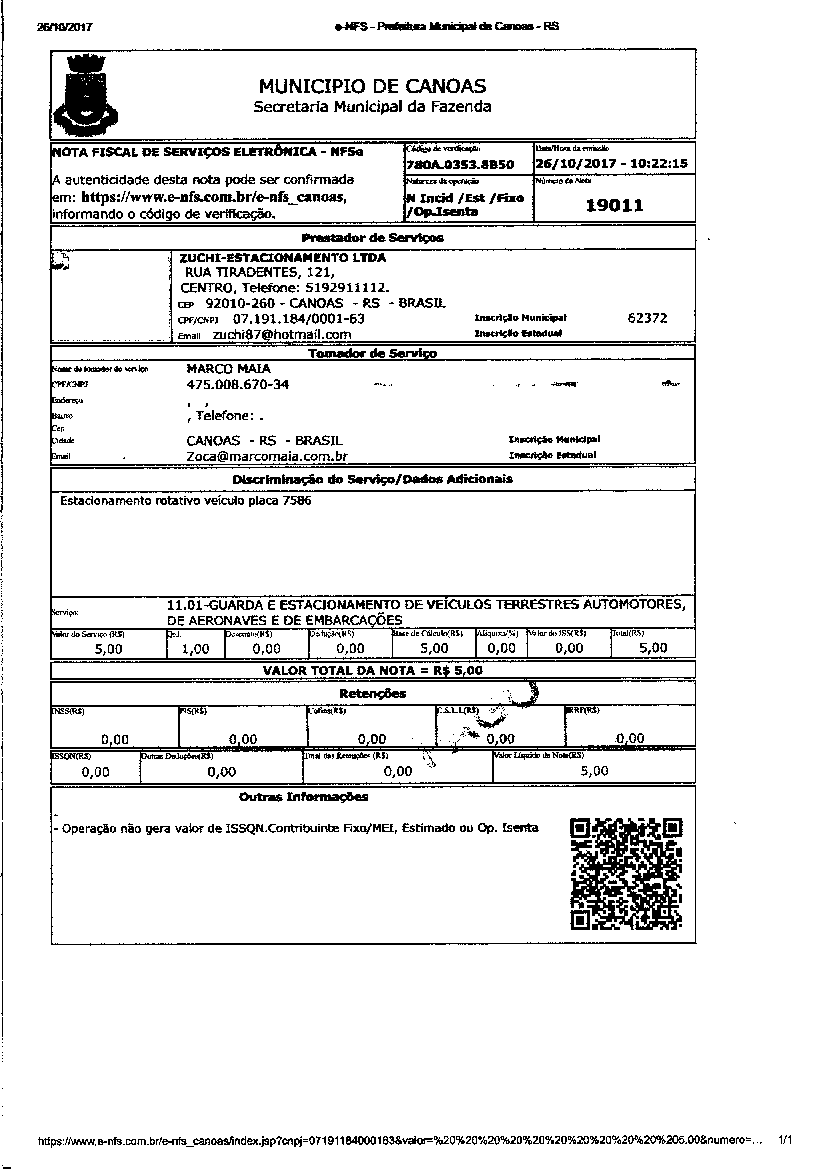 26/10/2017 e-NFS - Prefeitura Municipal de Canoas - RS
MUNICIPIO DE CANOAS
Secretaria Municipal da Fazenda
NOTA FISCAL DE SERVIÇOS ELETRÔNICA - NFSe
A autenticidade desta nota pode ser confirmada
em: https://www.e-nfs.com.br/e-nfs_canoas,
informando o código de verificação.
Código de verificação
780A.0353.8B50
Data/Hora da emissão
26/10/2017 - 10:22:15
Natureza da operação
N Incid /Est /Fixo
/Op.Isenta
Número da Nota
19011
Prestador de Serviços
ZUCHI-ESTACIONAMENTO LTDA
RUA TIRADENTES, 121,
CENTRO, Telefone: 5192911112.
CEP 92010-260 - CANOAS - RS - BRASIL
CPF/CNPJ 07.191.184/0001-63 Inscrição Municipal 62372
Email zuchi87@hotmail.com Inscrição Estadual
Tomador de Serviço
Nome do tomador do serviço MARCO MAIA
CPF/CNPJ 475.008.670-34
Endereço , ,
Bairro , Telefone: .
Cep
Cidade CANOAS - RS - BRASIL Inscrição Municipal
Email Zoca@marcomaia.com.br Inscrição Estadual
Discriminação do Serviço/Dados Adicionais
Estacionamento rotativo veículo placa 7586
Serviço: 11.01-GUARDA E ESTACIONAMENTO DE VEÍCULOS TERRESTRES AUTOMOTORES,
DE AERONAVES E DE EMBARCAÇÕES
Valor do Serviço (R$) Qtd. Desconto(R$) Dedução(R$) Base de Cálculo(R$) Alíquota(%) Valor do ISS(R$) Total(R$)
5,00 1,00 0,00 0,00 5,00 0,00 0,00 5,00
VALOR TOTAL DA NOTA = R$ 5,00
Retenções
INSS(R$) PIS(R$) Cofins(R$) C.S.L.L(R$) IRRF(R$)
0,00 0,00 0,00 0,00 0,00
ISSQN(R$) Outras Deduções(R$) Total das Retenções (R$) Valor Líquido da Nota(R$)
0,00 0,00 0,00 5,00
Outras Informações
-
- Operação não gera valor de ISSQN.Contribuinte Fixo/MEI, Estimado ou Op. Isenta
https://www.e-nfs.com.br/e-nfs_canoas/index.jsp?cnpj=07191184000163&valor=%20%20%20%20%20%20%20%20%20%205.00&numero=... 1/1